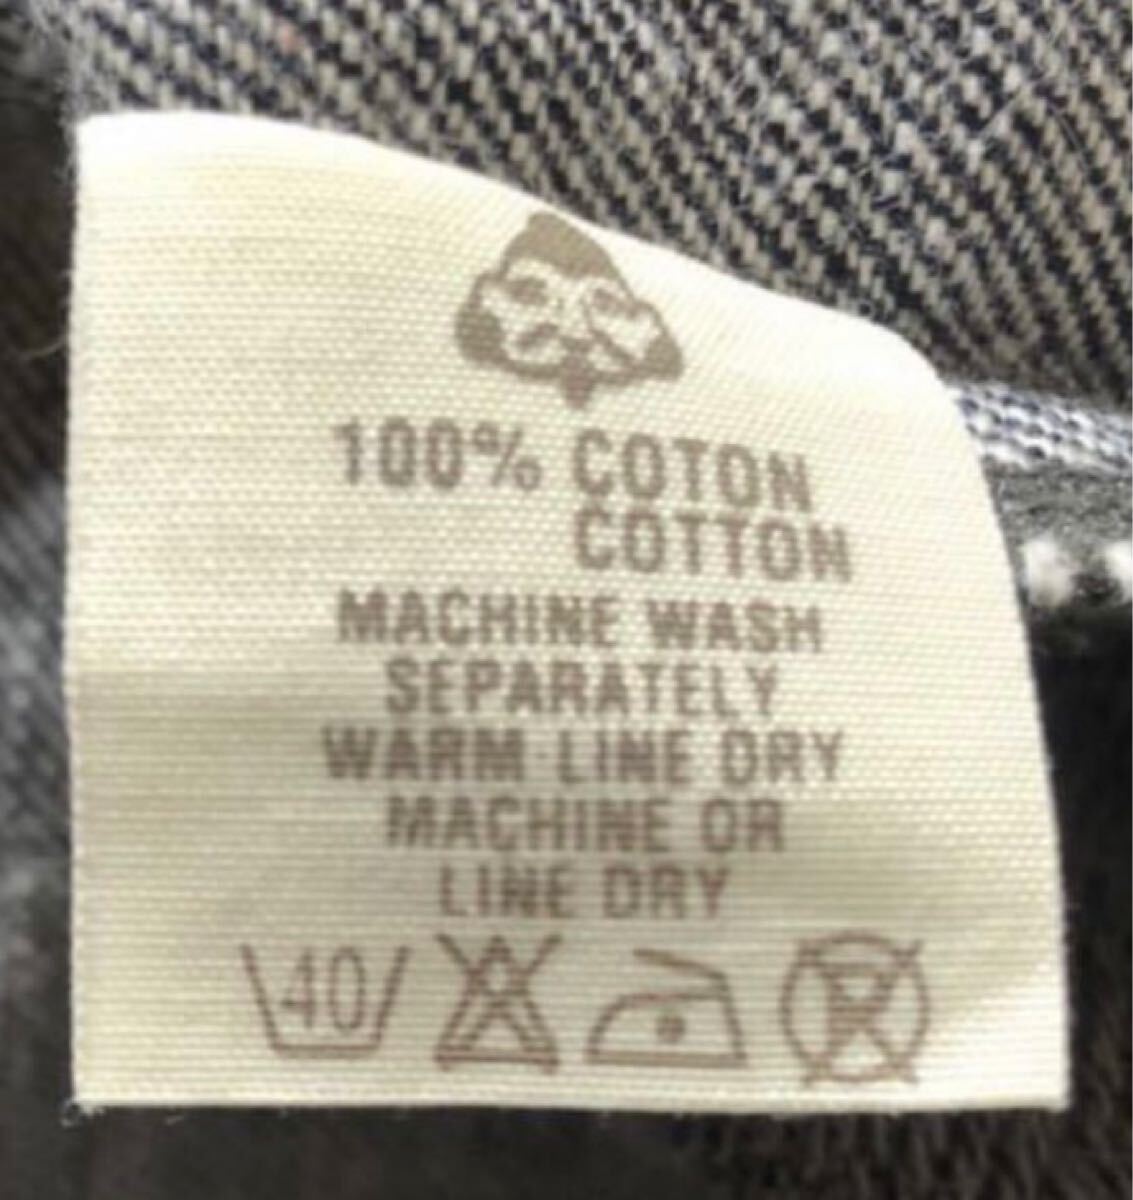 100% COTON
COTTON
MACHINE WASH
SEPARATELY
WARM LINE DRY
MACHINE OR
LINE DRY
40